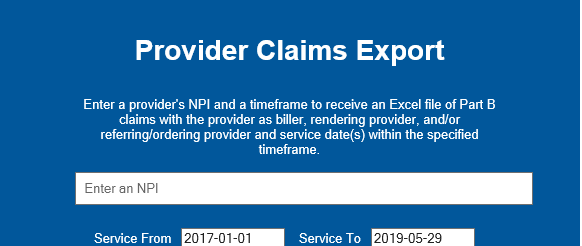 Provider Claims Export
Enter a provider's NPI and a timeframe to receive an Excel file of Part B
claims with the provider as biller, rendering provider, and/or
referring/ordering provider and service date(s) within the specified
timeframe.
Enter an NPI
Service From 2017-01-01 Service To 2019-05-29